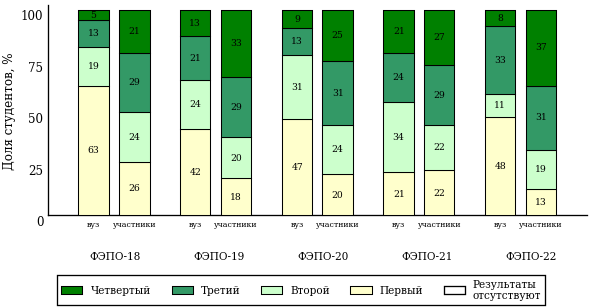 Доля студентов, %
100
75
50
25
0
5 21 13 33 9 25 21 27 8 37
13 29 21 29 13 31 24 29 33 31
19 24 24 20 31 24 34 22 11 19
63 26 42 18 47 20 21 22 48 13
вуз участники вуз участники вуз участники вуз участники вуз участники
ФЭПО-18 ФЭПО-19 ФЭПО-20 ФЭПО-21 ФЭПО-22
Четвертый Третий Второй Первый Результаты
отсутствуют